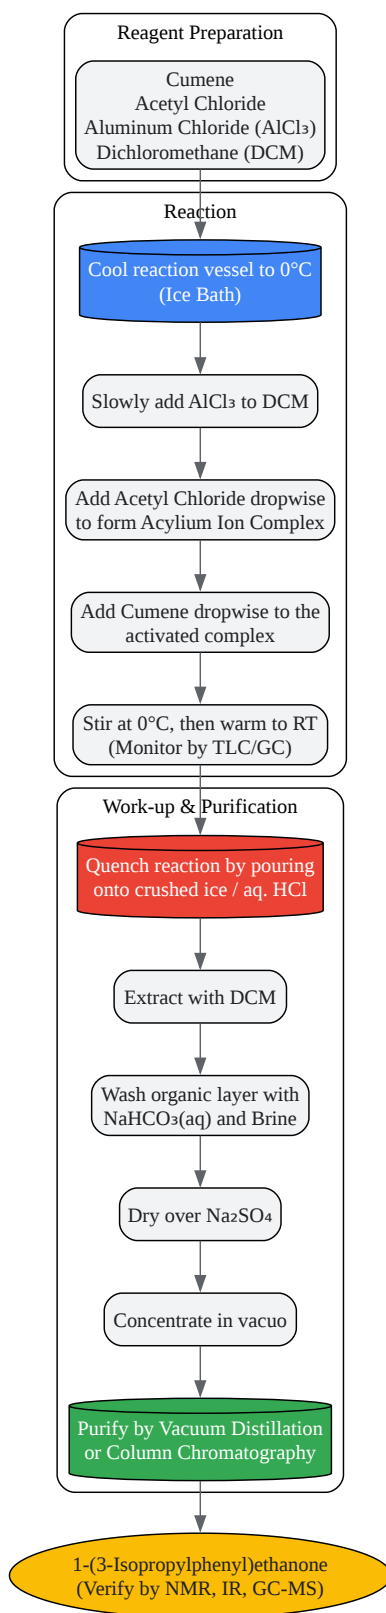 Reagent Preparation
Cumene
Acetyl Chloride
Aluminum Chloride (AlCl₃)
Dichloromethane (DCM)
Reaction
Cool reaction vessel to 0°C
(Ice Bath)
Slowly add AlCl₃ to DCM
Add Acetyl Chloride dropwise
to form Acylium Ion Complex
Add Cumene dropwise to the
activated complex
Stir at 0°C, then warm to RT
(Monitor by TLC/GC)
Work-up & Purification
Quench reaction by pouring
onto crushed ice / aq. HCl
Extract with DCM
Wash organic layer with
NaHCO₃(aq) and Brine
Dry over Na₂SO₄
Concentrate in vacuo
Purify by Vacuum Distillation
or Column Chromatography
1-(3-Isopropylphenyl)ethanone
(Verify by NMR, IR, GC-MS)